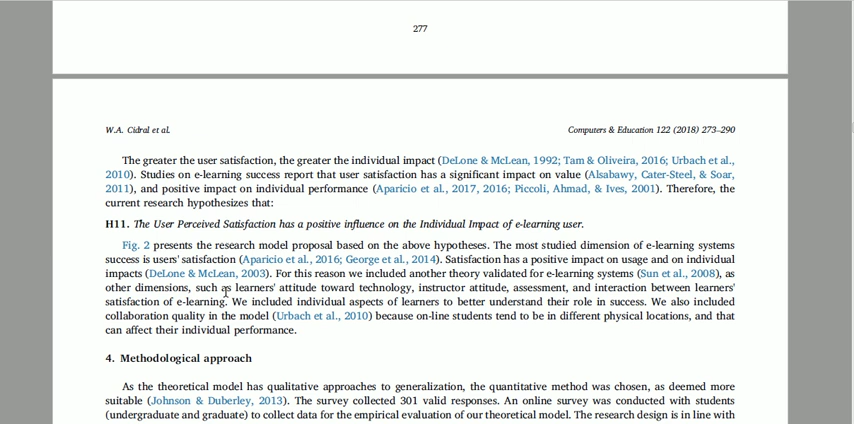 277
W.A. Cidral et al.
Computers & Education 122 (2018) 273–290
The greater the user satisfaction, the greater the individual impact (DeLone & McLean, 1992; Tam & Oliveira, 2016; Urbach et al.,
2010). Studies on e-learning success report that user satisfaction has a significant impact on value (Alsabawy, Cater-Steel, & Soar,
2011), and positive impact on individual performance (Aparicio et al., 2017, 2016; Piccoli, Ahmad, & Ives, 2001). Therefore, the
current research hypothesizes that:
H11. The User Perceived Satisfaction has a positive influence on the Individual Impact of e-learning user.
Fig. 2 presents the research model proposal based on the above hypotheses. The most studied dimension of e-learning systems
success is users' satisfaction (Aparicio et al., 2016; George et al., 2014). Satisfaction has a positive impact on usage and on individual
impacts (DeLone & McLean, 2003). For this reason we included another theory validated for e-learning systems (Sun et al., 2008), as
other dimensions, such as learners' attitude toward technology, instructor attitude, assessment, and interaction between learners'
satisfaction of e-learning. We included individual aspects of learners to better understand their role in success. We also included
collaboration quality in the model (Urbach et al., 2010) because on-line students tend to be in different physical locations, and that
can affect their individual performance.
4. Methodological approach
As the theoretical model has qualitative approaches to generalization, the quantitative method was chosen, as deemed more
suitable (Johnson & Duberley, 2013). The survey collected 301 valid responses. An online survey was conducted with students
(undergraduate and graduate) to collect data for the empirical evaluation of our theoretical model. The research design is in line with